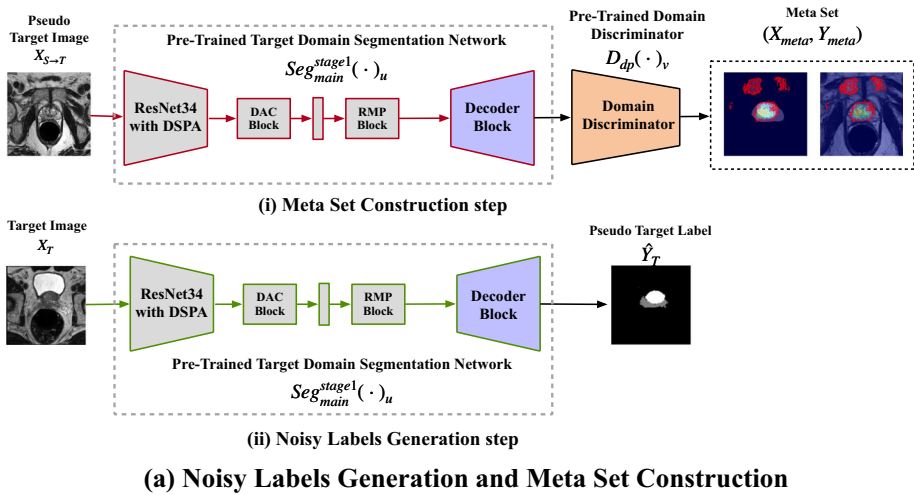 Pseudo
Target Image
X_{S→T}
Pre-Trained Target Domain Segmentation Network
Seg_{main}^{stage1}(·)_u
ResNet34
with DSPA
DAC
Block
RMP
Block
Decoder
Block
(i) Meta Set Construction step
Pre-Trained Domain
Discriminator
D_{dp}(·)_v
Domain
Discriminator
Meta Set
(X_{meta}, Y_{meta})
Target Image
X_T
ResNet34
with DSPA
DAC
Block
RMP
Block
Decoder
Block
Pre-Trained Target Domain Segmentation Network
Seg_{main}^{stage1}(·)_u
(ii) Noisy Labels Generation step
Pseudo Target Label
Ŷ_T
(a) Noisy Labels Generation and Meta Set Construction